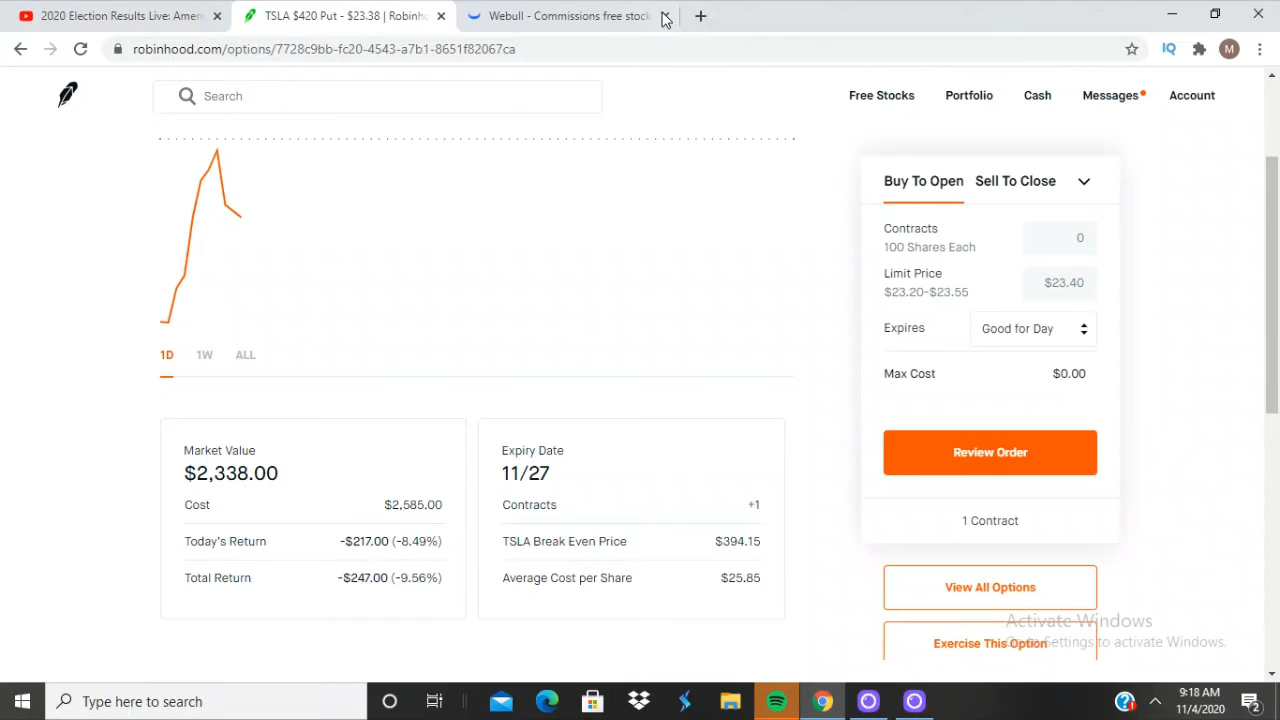 2020 Election Results Live: Amer
TSLA $420 Put - $23.38 | Robinho
Webull - Commissions free stock
robinhood.com/options/7728c9bb-fc20-4543-a7b1-8651f82067ca
IQ
M
Search
Free Stocks
Portfolio
Cash
Messages
Account
Buy To Open
Sell To Close
Contracts
0
100 Shares Each
Limit Price
$23.40
$23.20-$23.55
Expires
Good for Day
1D
1W
ALL
Max Cost
$0.00
Market Value
$2,338.00
Cost
$2,585.00
Today's Return
-$217.00 (-8.49%)
Total Return
-$247.00 (-9.56%)
Expiry Date
11/27
Contracts
+1
TSLA Break Even Price
$394.15
Average Cost per Share
$25.85
Review Order
1 Contract
View All Options
Exercise This Option
Activate Windows
Go to Settings to activate Windows.
Type here to search
9:18 AM
11/4/2020
2